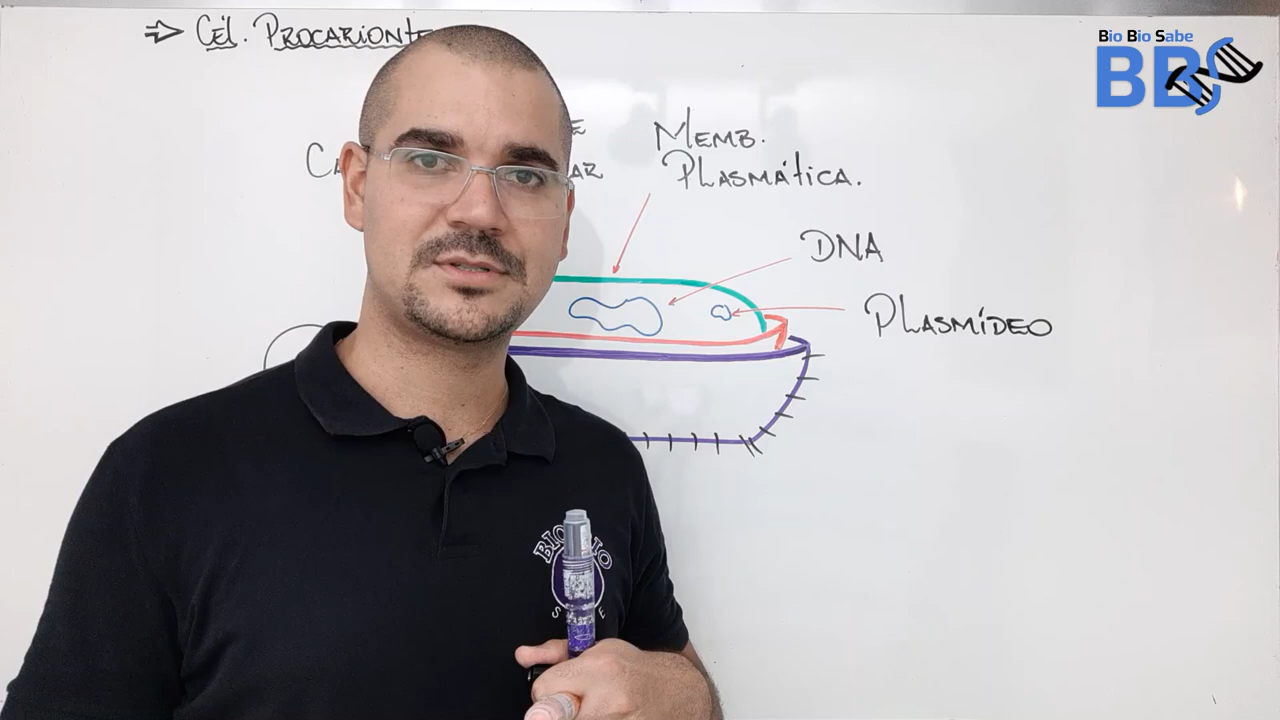 ⇒ Cél. Procarionte
Bio Bio Sabe
BBS
Memb.
Plasmática.
DNA
Plasmídeo